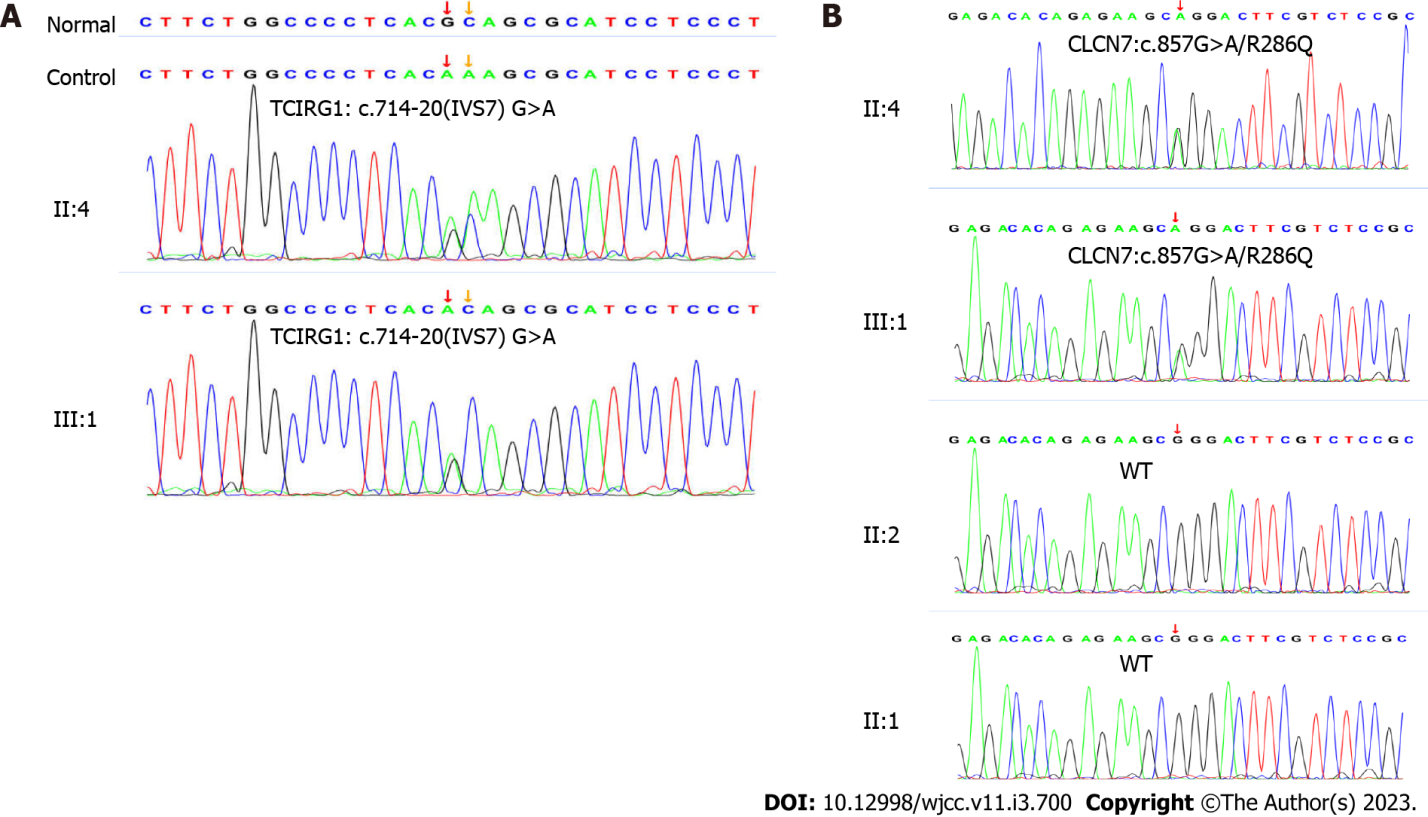 A
Normal C T T C T G G C C C C T C A C G C A G C G C A T C C T C C C T
Control C T T C T G G C C C C T C A C A A A G C G C A T C C T C C C T
TCIRG1: c.714-20(IVS7) G>A
II:4
C T T C T G G C C C C T C A C A C A G C G C A T C C T C C C T
TCIRG1: c.714-20(IVS7) G>A
III:1
B
G A G A C A C A G A G A A G C A G G A C T T C G T C T C C G C
CLCN7:c.857G>A/R286Q
II:4
G A G A C A C A G A G A A G C A G G A C T T C G T C T C C G C
CLCN7:c.857G>A/R286Q
III:1
G A G A C A C A G A G A A G C G G G A C T T C G T C T C C G C
WT
II:2
G A G A C A C A G A G A A G C G G G A C T T C G T C T C C G C
WT
II:1
DOI: 10.12998/wjcc.v11.i3.700 Copyright ©The Author(s) 2023.